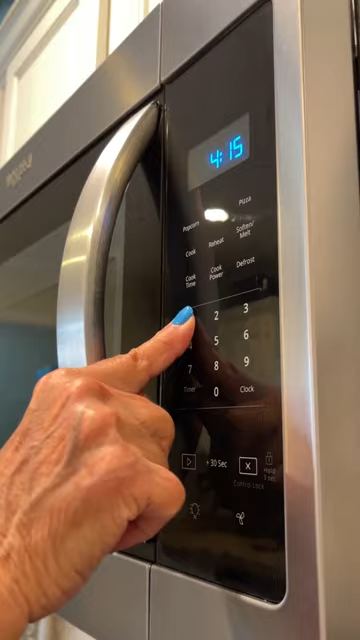 4:15
Pizza
Popcorn
Soften/
Melt
Reheat
Cook
Defrost
Cook
Power
Cook
Time
2 3
5 6
7 8 9
Timer 0 Clock
+30 Sec X
Hold
3 sec
Control Lock